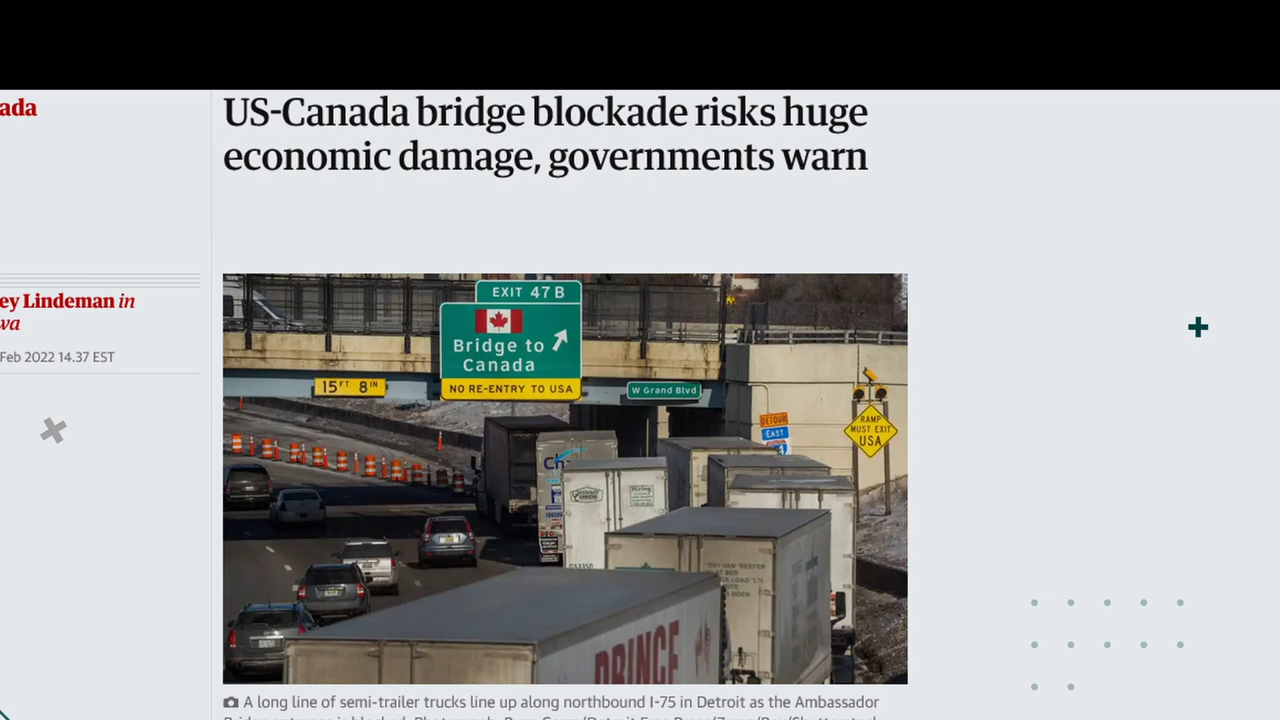 ada
US-Canada bridge blockade risks huge
economic damage, governments warn
ey Lindeman in
wa
Feb 2022 14.37 EST
EXIT 47B
Bridge to
Canada
NO RE-ENTRY TO USA
15FT 8IN
W Grand Blvd
DETOUR
EAST
RAMP
MUST EXIT
USA
Hiring
PRINCE
A long line of semi-trailer trucks line up along northbound I-75 in Detroit as the Ambassador